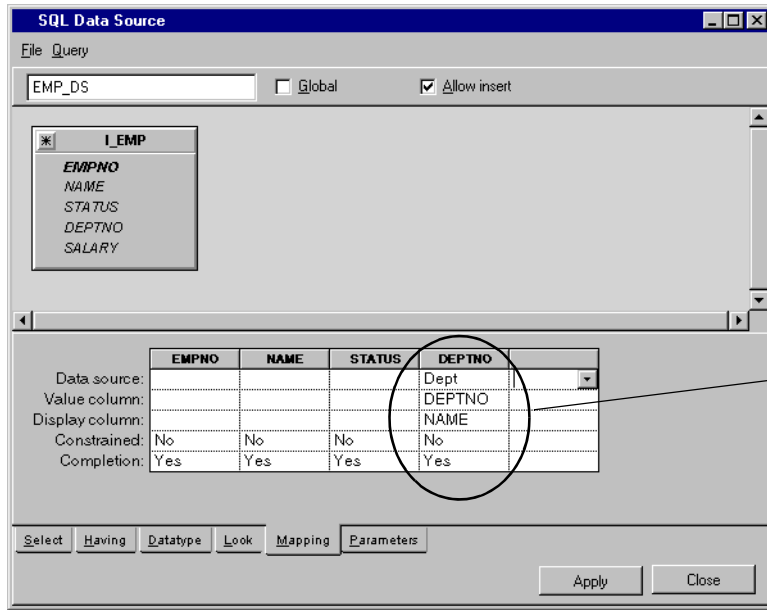 SQL Data Source
File Query
EMP_DS Global Allow insert
I_EMP
EMPNO
NAME
STATUS
DEPTNO
SALARY
EMPNO NAME STATUS DEPTNO
Data source: Dept
Value column: DEPTNO
Display column: NAME
Constrained: No No No No
Completion: Yes Yes Yes Yes
Select Having Datatype Look Mapping Parameters
Apply Close